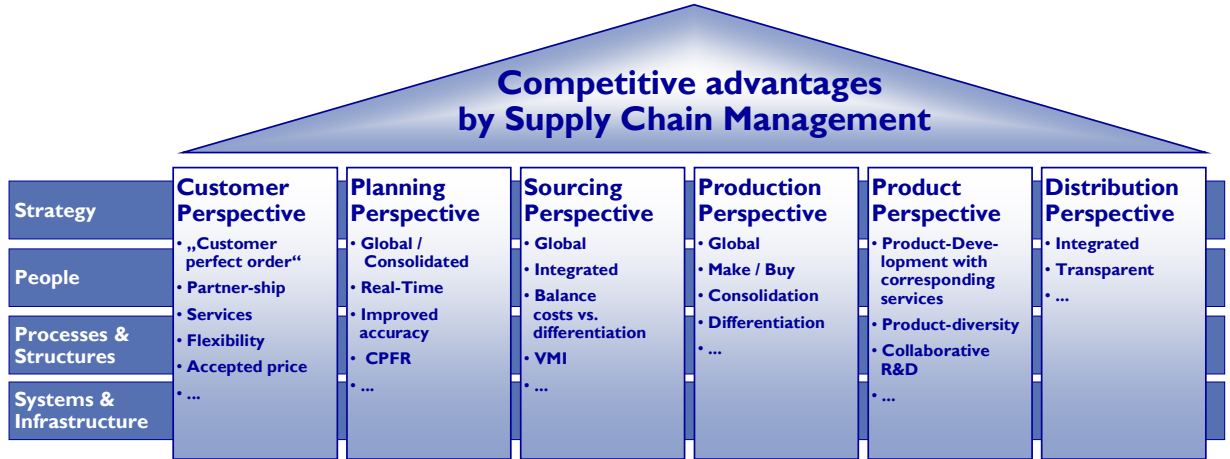 Competitive advantages
by Supply Chain Management
Strategy
People
Processes &
Structures
Systems &
Infrastructure
Customer
Perspective
• „Customer
perfect order“
• Partner-ship
• Services
• Flexibility
• Accepted price
• ...
Planning
Perspective
• Global /
Consolidated
• Real-Time
• Improved
accuracy
• CPFR
• ...
Sourcing
Perspective
• Global
• Integrated
• Balance
costs vs.
differentiation
• VMI
• ...
Production
Perspective
• Global
• Make / Buy
• Consolidation
• Differentiation
• ...
Product
Perspective
• Product-Deve-
lopment with
corresponding
services
• Product-diversity
• Collaborative
R&D
• ...
Distribution
Perspective
• Integrated
• Transparent
• ...